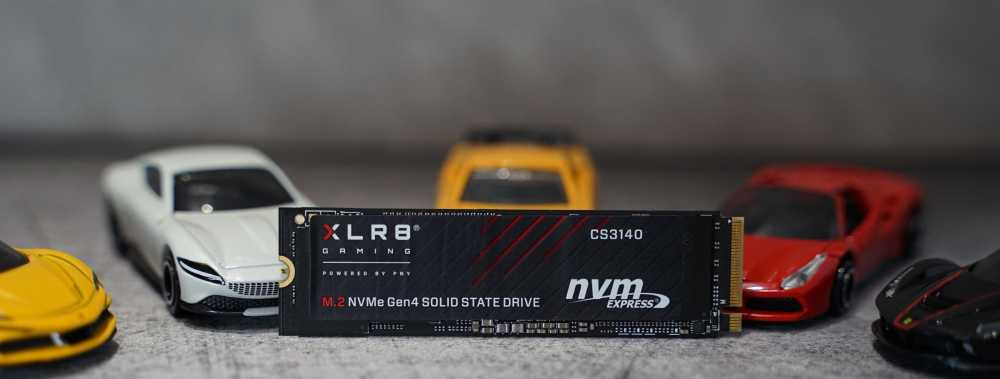 XLR8®
GAMING
POWERED BY PNY
M.2 NVMe Gen4 SOLID STATE DRIVE
CS3140
nvm
EXPRESS